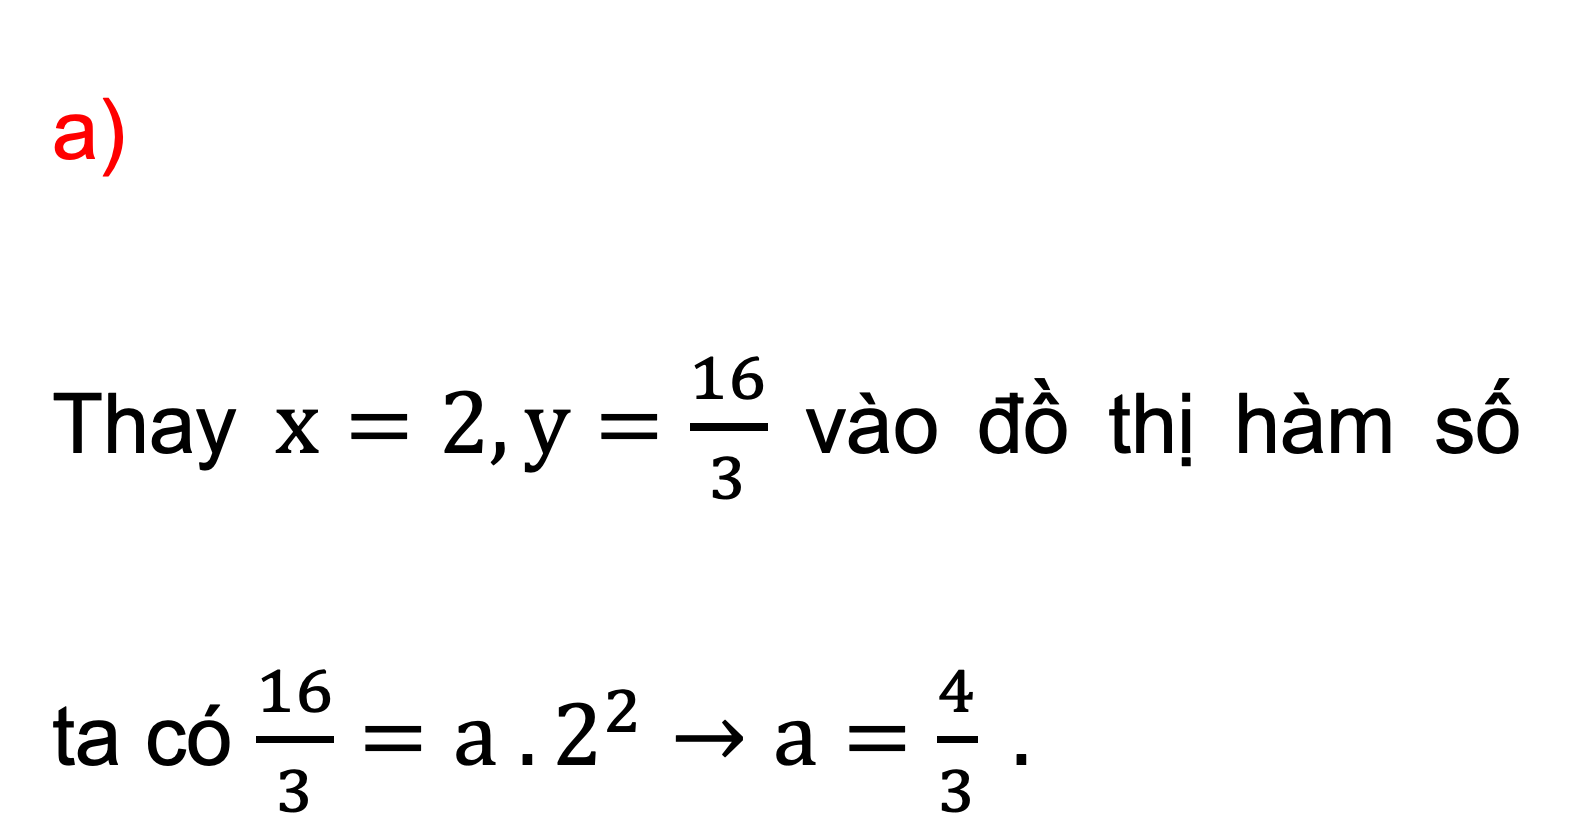 a)
Thay x = 2, y = 16/3 vào đồ thị hàm số
ta có 16/3 = a . 2² → a = 4/3 .